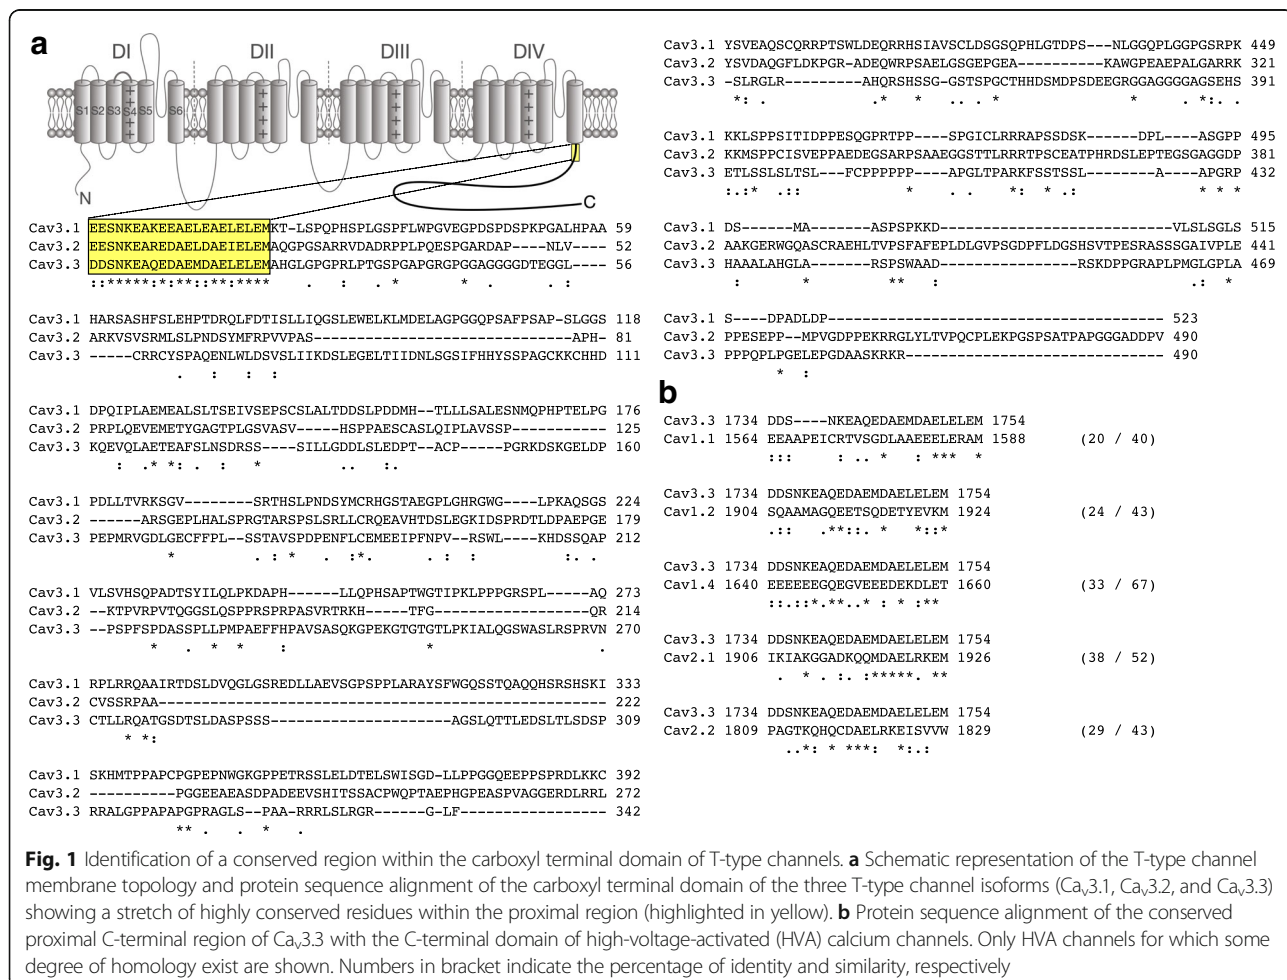 a
DI
DII
DIII
DIV
S1 S2 S3 S4 S5 S6
N
C
Cav3.1 EESNKEAKEEAELEAELELEMKT-LSPQPHSPLGSPFLWPGVEGPDSPDSPKPGALHPAA 59
Cav3.2 EESNKEAREDAELDAEIELEMAQGPGSARRVDADRPPLPQESPGARDAP----NLV---- 52
Cav3.3 DDSNKEAQEDAEMDAELELEMAHGLGPGPRLPTGSPGAPGRGPGGAGGGGDTEGGL---- 56
::*****:*:**::**:****    .   :   . *       *  .      . :
Cav3.1 HARSASHFSLEHPTDRQLFDTISLLIQGSLEWELKLMDELAGPGGQPSAFPSAP-SLGGS 118
Cav3.2 ARKVSVSRMLSLPNDSYMFRPVVPAS------------------------------APH- 81
Cav3.3 -----CRRCYSPAQENLWLDSVSLIIKDSLEGELTIIDNLSGSIFHHYSSPAGCKKCHHD 111
.   :   :  :
Cav3.1 DPQIPLAEMEALSLTSEIVSEPSCSLALTDDSLPDDMH--TLLLSALESNMQPHPTELPG 176
Cav3.2 PRPLQEVEMETYGAGTPLGSVASV------HSPPAESCASLQIPLAVSSP---------- 125
Cav3.3 KQEVQLAETEAFSLNSDRSS----SILLGDDLSLEDPT--ACP------PGRKDSKGELDP 160
:  .* *:  .  :   *         ..    :.
Cav3.1 PDLLTVRKSGV--------SRTHSLPNDSYMCRHGSTAEGPLGHRGWG----LPKAQSGS 224
Cav3.2 ------ARSGEPLHALSPRGTARSPSLSRLLCRQEAVHTDSLEGKIDSPRDTLDPAEPGE 179
Cav3.3 PEPMRVGDLGECFFPL--SSTAVSPDPENFLCEMEEIPFNPV--RSWL----KHDSSQAP 212
*         . : *   .  :*.      .  :  :          :. .
Cav3.1 VLSVHSQPADTSYILQLPKDAPH------LLQPHSAPTWGTIPKLPPPGRSPL-----AQ 273
Cav3.2 --KTPVRPVTQGGSLQSPPRSPRPASVRTRKH-----TFG------------------QR 214
Cav3.3 --PSPFSPDASSPLLPMPAEFFHPAVSASQKGPEKGTGTGTLPKIALQGSWASLRSPRVN 270
*   .  *  *    :                *                   .
Cav3.1 RPLRRQAAIRTDSLDVQGLGSREDLLAEVSGPSPPLARAYSFWGQSSTQAQQHSRSHSKI 333
Cav3.2 CVSSRPAA---------------------------------------------------- 222
Cav3.3 CTLLRQATGSDTSLDASPSSS---------------------AGSLQTTLEDSLTLSDSP 309
* *:
Cav3.1 SKHMTPPAPCPGPEPNWGKGPPETRSSLELDTELSWISGD-LLPPGGQEEPPSPRDLKKC 392
Cav3.2 ----------PGGEEAEASDPADEEVSHITSSACPWQPTAEPHGPEASPVAGGERDLRRL 272
Cav3.3 RRALGPPAPAPGPRAGLS--PAA-RRRLSLRGR------G-LF----------------- 342
** .   .  *   .
Cav3.1 YSVEAQSCQRRPTSWLDEQRRHSIAVSCLDSGSQPHLGTDPS---NLGGQPLGGPGSRPK 449
Cav3.2 YSVDAQGFLDKPGR-ADEQWRPSAELGSGEPGEA----------KAWGPEAEPALGARRK 321
Cav3.3 -SLRGLR---------AHQRSHSSG-GSTSPGCTHHDSMDPSDEEGRGGAGGGGAGSEHS 391
*: .             .*   *   .. . *               *       . *:. .
Cav3.1 KKLSPPSITIDPPESQGPRTPP----SPGICLRRRAPSSDSK------DPL---ASGPP 495
Cav3.2 KKMSPPCISVEPPAEDEGSARPSAAEGGSTTLRRRTPSCEATPHRDSLEPTEGSGAGGDP 381
Cav3.3 ETLSSLSLTSL---FCPPPPPP----APGLTPARKFSSTSSL--------A----APGRP 432
:.:*  .::            *    . .    *:  * .:              * * *
Cav3.1 DS------MA-------ASPSPKKD------------------------VLSLSGLS 515
Cav3.2 AAKGERWGQASCRAEHLTVPSFAFEPLDLGVPSGDPFLDGSHSVTPESRASSSGAIVPLE 441
Cav3.3 HAAALAHGLA-------RSPSWAAD----------------RSKDPPGRAPLPMGLGPLA 469
:       *         **   :                             .:  *
Cav3.1 S----DPADLDP---------------------------------------- 523
Cav3.2 PPESEPP--MPVGDPPEKRRGLYLTVPQCPLEKPGSPSATPAPGGGADDPV 490
Cav3.3 PPPQPLPGELEPGDAASKRKR------------------------------ 490
*  :
b
Cav3.3 1734 DDS----NKEAQEDAEMDAELELEM 1754
Cav1.1 1564 EEAAPEICRTVSGDLAAEEELERAM 1588 (20 / 40)
:::     :  . .. *   : ***  *
Cav3.3 1734 DDSNKEAQEDAEMDAELELEM 1754
Cav1.2 1904 SQAAMAGQEETSQDETYEVKM 1924 (24 / 43)
.::   .**::. *   *::*
Cav3.3 1734 DDSNKEAQEDAEMDAELELEM 1754
Cav1.4 1640 EEEEEEGQEGVEEEDEKDLET 1660 (33 / 67)
::.::*.**..* : * :**
Cav3.3 1734 DDSNKEAQEDAEMDAELELEM 1754
Cav2.1 1906 IKIAKGGADKQQMDAELRKEM 1926 (38 / 52)
.  * . :. :*****. **
Cav3.3 1734 DDSNKEAQEDAEMDAELELEM 1754
Cav2.2 1809 PAGTKQHQCDAELRKEISVVW 1829 (29 / 43)
..*: * ***:  *:.:
Fig. 1 Identification of a conserved region within the carboxyl terminal domain of T-type channels. a Schematic representation of the T-type channel
membrane topology and protein sequence alignment of the carboxyl terminal domain of the three T-type channel isoforms (Cav3.1, Cav3.2, and Cav3.3)
showing a stretch of highly conserved residues within the proximal region (highlighted in yellow). b Protein sequence alignment of the conserved
proximal C-terminal region of Cav3.3 with the C-terminal domain of high-voltage-activated (HVA) calcium channels. Only HVA channels for which some
degree of homology exist are shown. Numbers in bracket indicate the percentage of identity and similarity, respectively